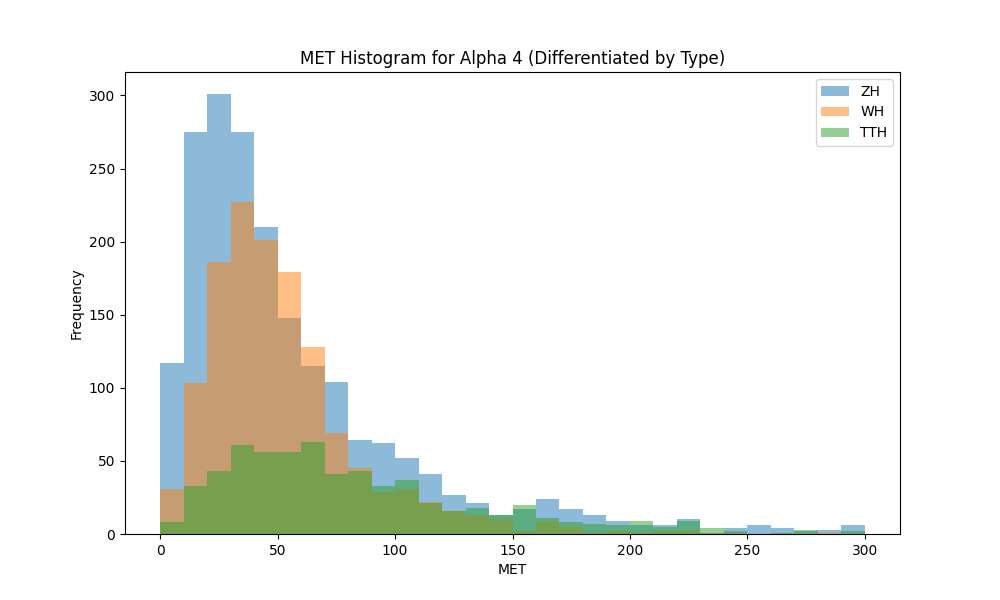 MET Histogram for Alpha 4 (Differentiated by Type)
ZH
WH
TTH
300
250
200
150
100
50
0
Frequency
0 50 100 150 200 250 300
MET